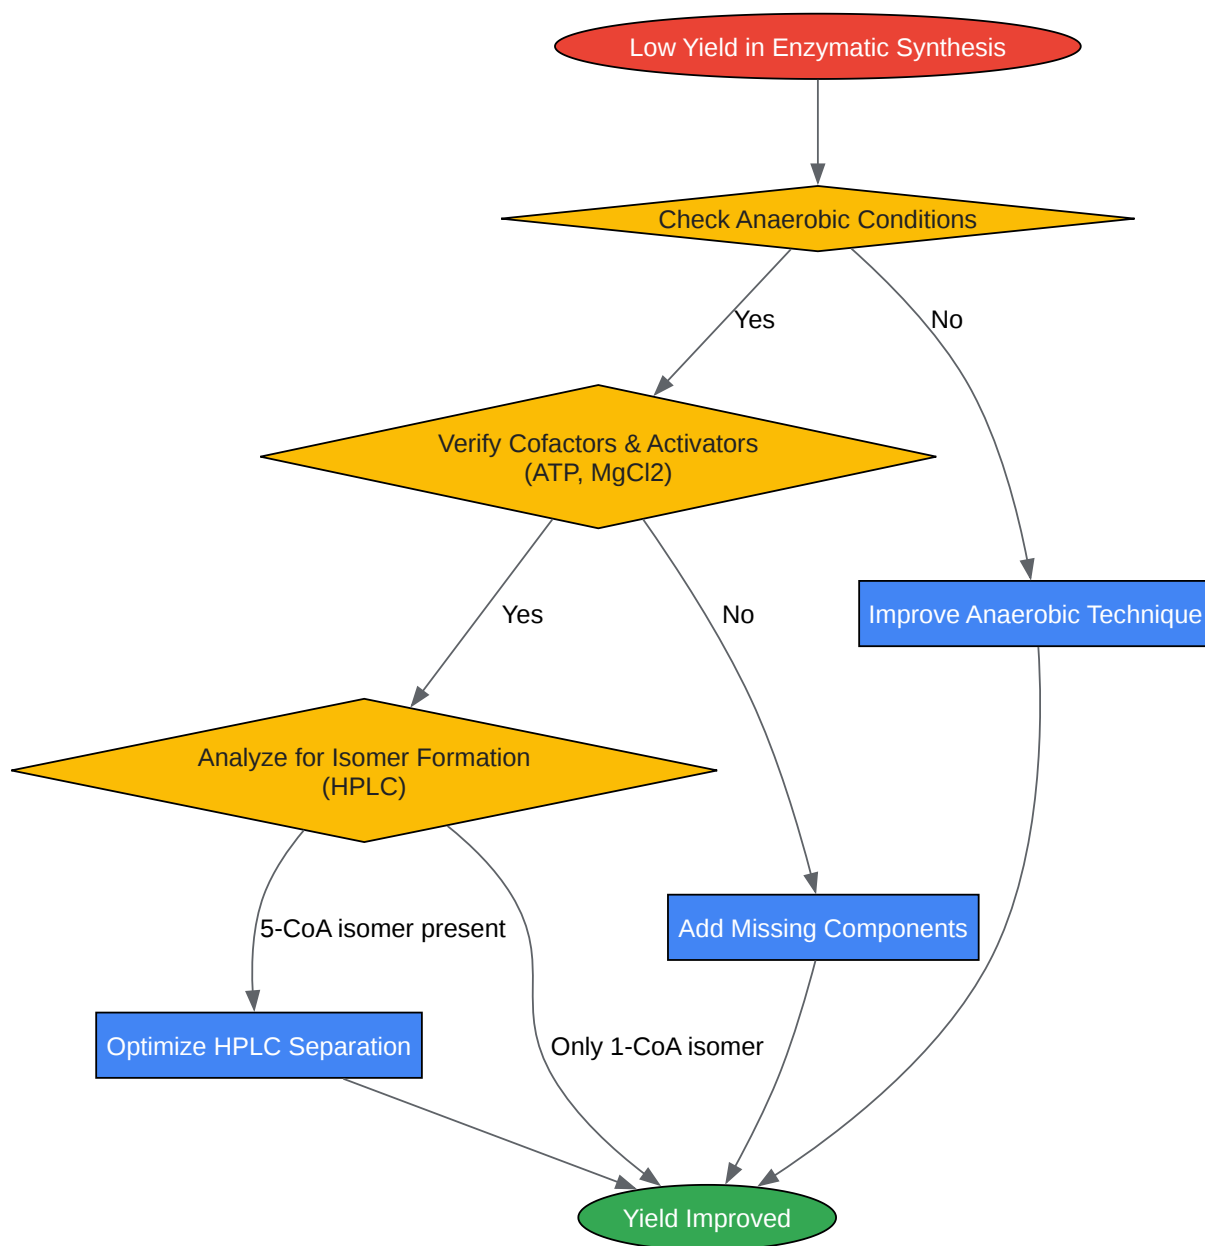 Low Yield in Enzymatic Synthesis
Check Anaerobic Conditions
Yes
No
Verify Cofactors & Activators
(ATP, MgCl2)
Yes
No
Improve Anaerobic Technique
Analyze for Isomer Formation
(HPLC)
5-CoA isomer present
Add Missing Components
Optimize HPLC Separation
Only 1-CoA isomer
Yield Improved